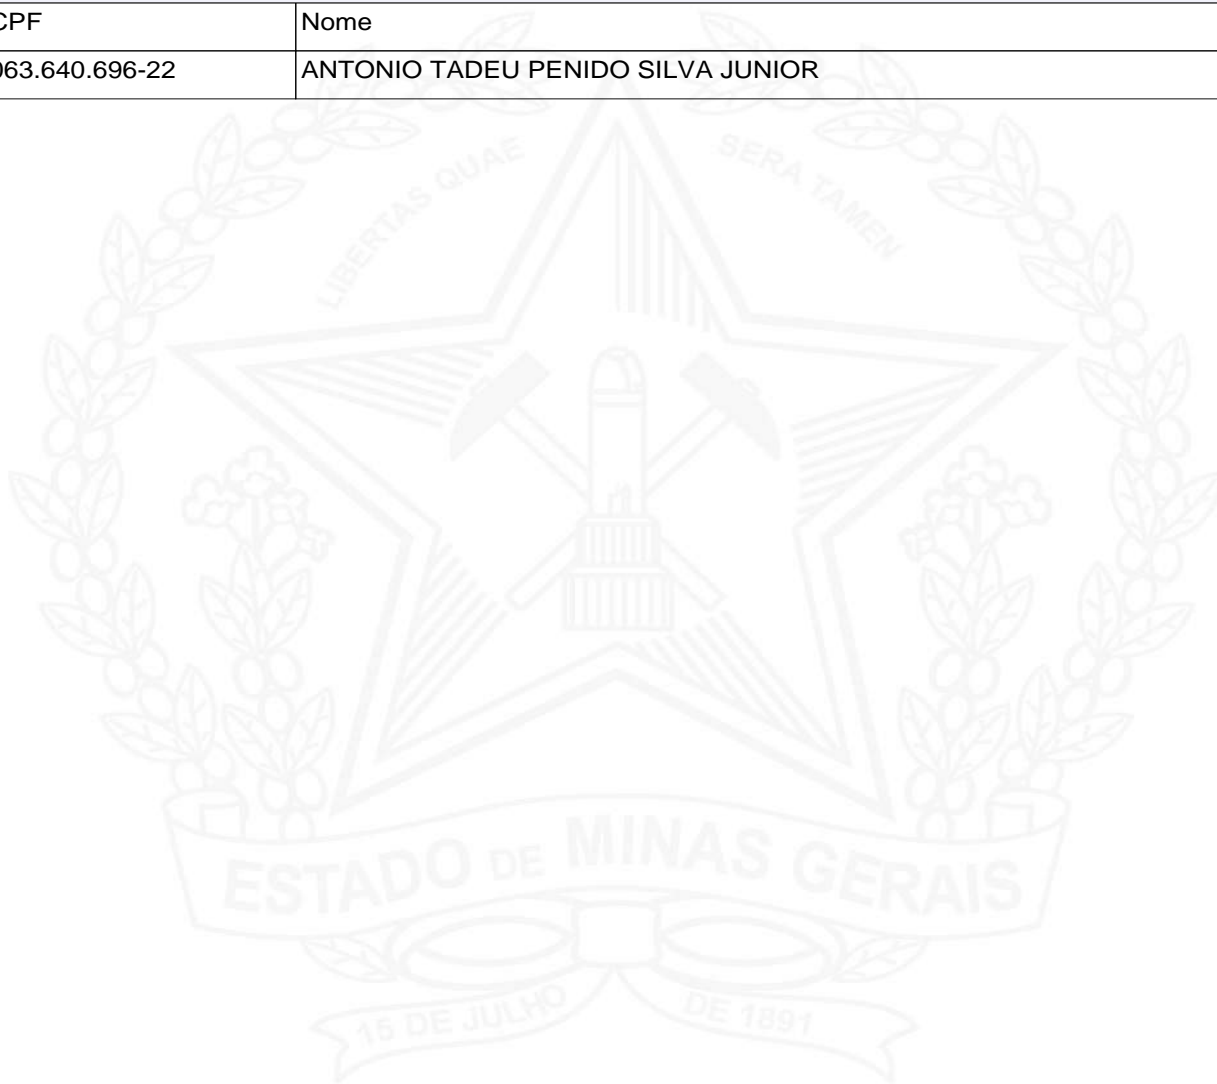 CPF Nome
063.640.696-22 ANTONIO TADEU PENIDO SILVA JUNIOR
LIBERTAS QUAE SERA TAMEN
ESTADO DE MINAS GERAIS
15 DE JULHO DE 1891